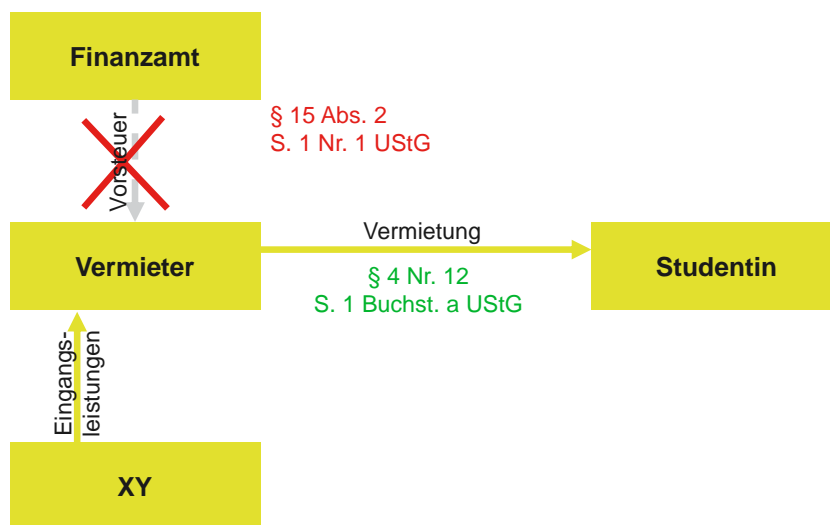 Finanzamt
Vorsteuer
§ 15 Abs. 2
S. 1 Nr. 1 UStG
Vermieter
Vermietung
§ 4 Nr. 12
S. 1 Buchst. a UStG
Studentin
Eingangs-
leistungen
XY